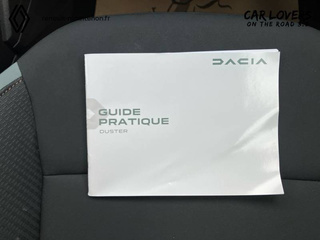 CAR LOVERS
ON THE ROAD
DACIA
GUIDE
PRATIQUE
DUSTER